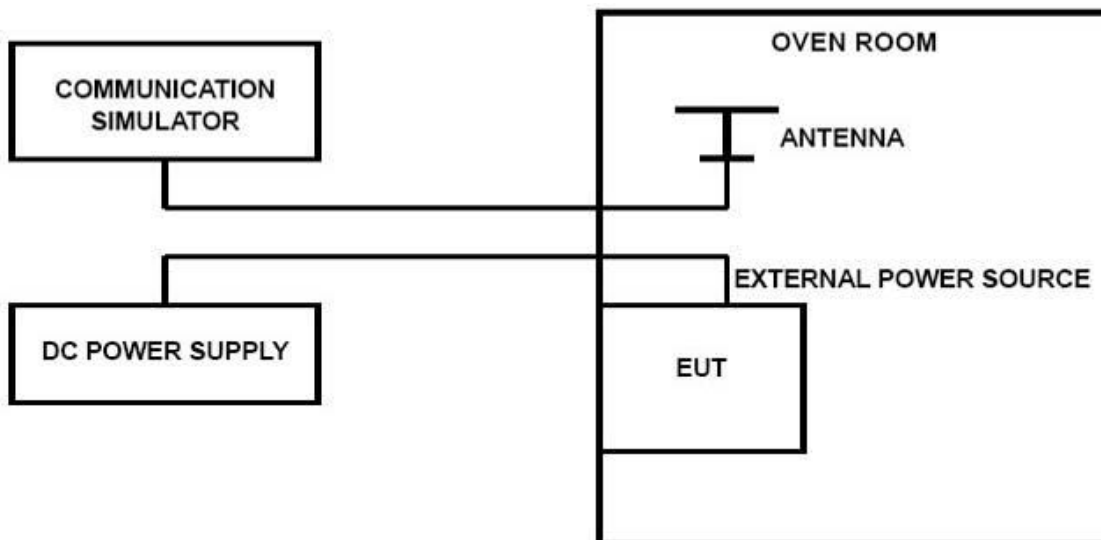 OVEN ROOM
COMMUNICATION
SIMULATOR
ANTENNA
EXTERNAL POWER SOURCE
DC POWER SUPPLY
EUT